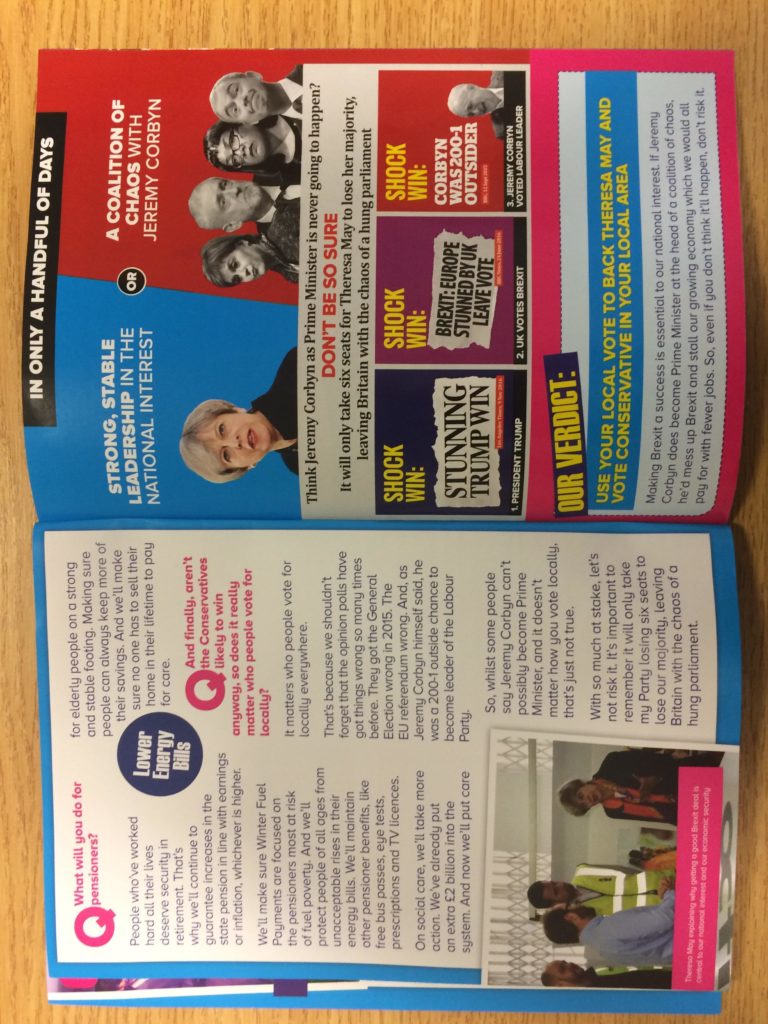 Q What will you do for
pensioners?
People who've worked
hard all their lives
deserve security in
retirement. That's
why we'll continue to
guarantee increases in the
state pension in line with earnings
or inflation, whichever is higher.
We'll make sure Winter Fuel
Payments are focused on
the pensioners most at risk
of fuel poverty. And we'll
protect people of all ages from
unacceptable rises in their
energy bills. We'll maintain
other pensioner benefits, like
free bus passes, eye tests,
prescriptions and TV licences.
On social care, we'll take more
action. We've already put
an extra £2 billion into the
system. And now we'll put care
Lower
Energy
Bills
for elderly people on a strong
and stable footing. Making sure
people can always keep more of
their savings. And we'll make
sure no one has to sell their
home in their lifetime to pay
for care.
Q And finally, aren't
the Conservatives
likely to win
anyway, so does it really
matter who people vote for
locally?
It matters who people vote for
locally everywhere.
That's because we shouldn't
forget that the opinion polls have
got things wrong so many times
before. They got the General
Election wrong in 2015. The
EU referendum wrong. And, as
Jeremy Corbyn himself said, he
was a 200-1 outside chance to
become leader of the Labour
Party.
So, whilst some people
say Jeremy Corbyn can't
possibly become Prime
Minister, and it doesn't
matter how you vote locally,
that's just not true.
With so much at stake, let's
not risk it. It's important to
remember it will only take
my Party losing six seats to
lose our majority, leaving
Britain with the chaos of a
hung parliament.
Theresa May explaining why getting a good Brexit deal is
central to our national interest and our economic security
IN ONLY A HANDFUL OF DAYS
STRONG, STABLE
LEADERSHIP IN THE
NATIONAL INTEREST
OR
A COALITION OF
CHAOS WITH
JEREMY CORBYN
Think Jeremy Corbyn as Prime Minister is never going to happen?
DON'T BE SO SURE
It will only take six seats for Theresa May to lose her majority,
leaving Britain with the chaos of a hung parliament
SHOCK
WIN:
STUNNING
TRUMP WIN
Los Angeles Times, 9 Nov 2016
1. PRESIDENT TRUMP
SHOCK
WIN:
BREXIT: EUROPE
STUNNED BY UK
LEAVE VOTE
BBC News, 24 June 2016
2. UK VOTES BREXIT
SHOCK
WIN:
CORBYN
WAS 200-1
OUTSIDER
BBC, 12 Sept 2015
3. JEREMY CORBYN
VOTED LABOUR LEADER
OUR VERDICT:
USE YOUR LOCAL VOTE TO BACK THERESA MAY AND
VOTE CONSERVATIVE IN YOUR LOCAL AREA
Making Brexit a success is essential to our national interest. If Jeremy
Corbyn does become Prime Minister at the head of a coalition of chaos,
he'd mess up Brexit and stall our growing economy which we would all
pay for with fewer jobs. So, even if you don't think it'll happen, don't risk it.